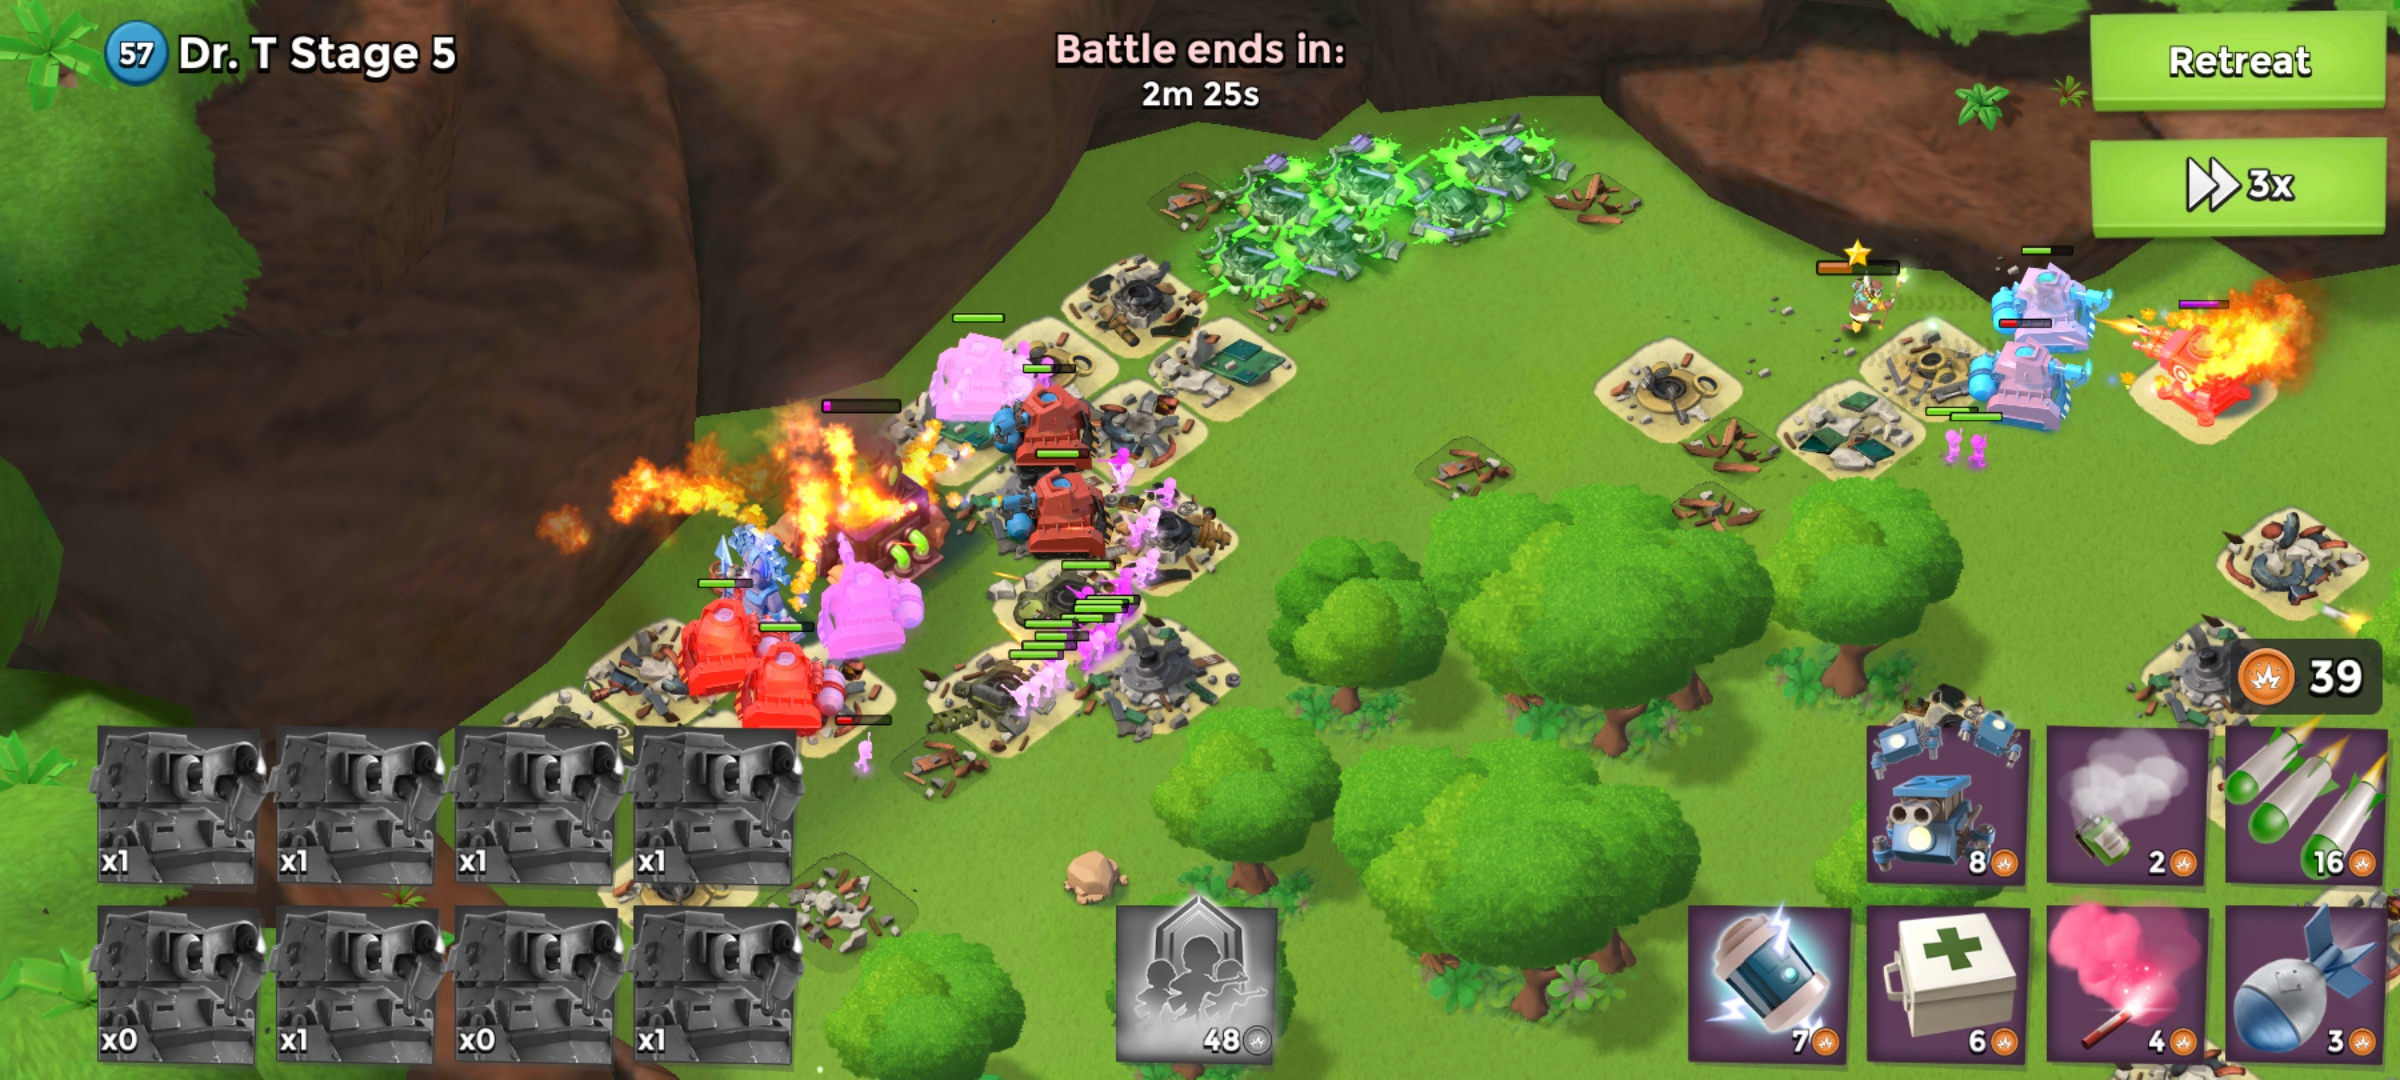 57 Dr. T Stage 5
Battle ends in:
2m 25s
Retreat
3x
39
x1 x1 x1 x1
8 2 16
x0 x1 x0 x1
48
7 6 4 3